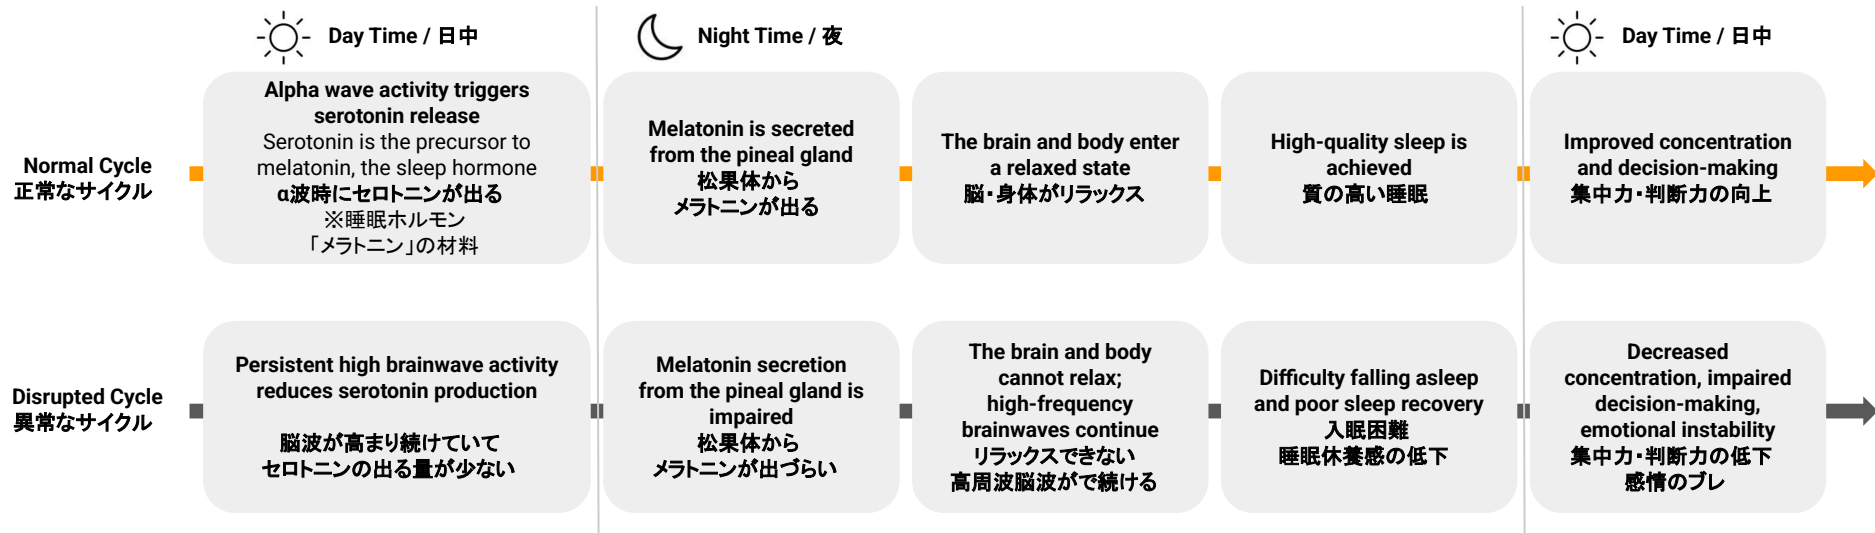 Day Time / 日中
Night Time / 夜
Day Time / 日中
Normal Cycle
正常なサイクル
Alpha wave activity triggers
serotonin release
Serotonin is the precursor to
melatonin, the sleep hormone
α波時にセロトニンが出る
※睡眠ホルモン
「メラトニン」の材料
Melatonin is secreted
from the pineal gland
松果体から
メラトニンが出る
The brain and body enter
a relaxed state
脳・身体がリラックス
High-quality sleep is
achieved
質の高い睡眠
Improved concentration
and decision-making
集中力・判断力の向上
Disrupted Cycle
異常なサイクル
Persistent high brainwave activity
reduces serotonin production
脳波が高まり続けていて
セロトニンの出る量が少ない
Melatonin secretion
from the pineal gland is
impaired
松果体から
メラトニンが出づらい
The brain and body
cannot relax;
high-frequency
brainwaves continue
リラックスできない
高周波脳波がで続ける
Difficulty falling asleep
and poor sleep recovery
入眠困難
睡眠休養感の低下
Decreased
concentration, impaired
decision-making,
emotional instability
集中力・判断力の低下
感情のブレ